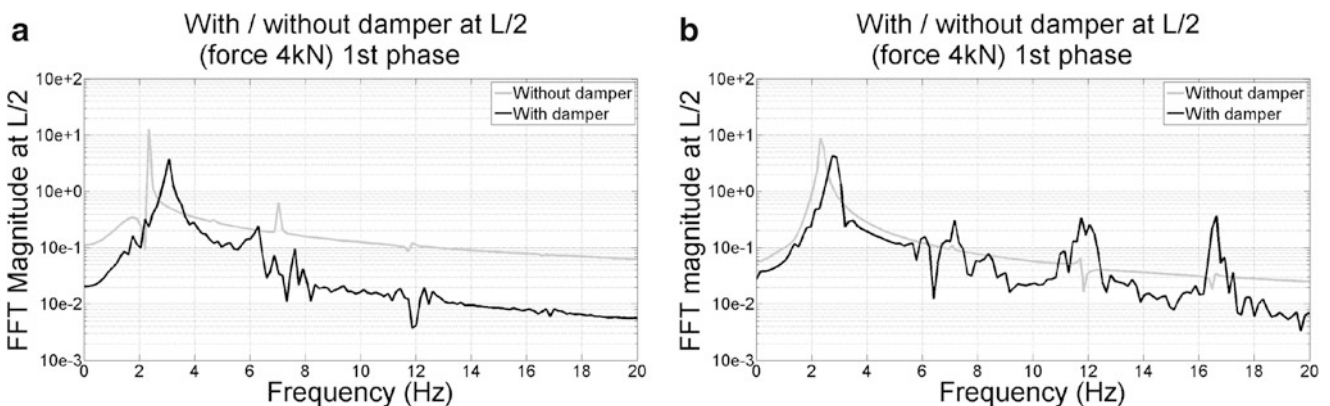 a
With / without damper at L/2
(force 4kN) 1st phase
FFT Magnitude at L/2
10e+2
10e+1
10e+0
10e-1
10e-2
10e-3
Without damper
With damper
0 2 4 6 8 10 12 14 16 18 20
Frequency (Hz)
b
With / without damper at L/2
(force 4kN) 1st phase
FFT magnitude at L/2
10e+2
10e+1
10e+0
10e-1
10e-2
10e-3
Without damper
With damper
0 2 4 6 8 10 12 14 16 18 20
Frequency (Hz)